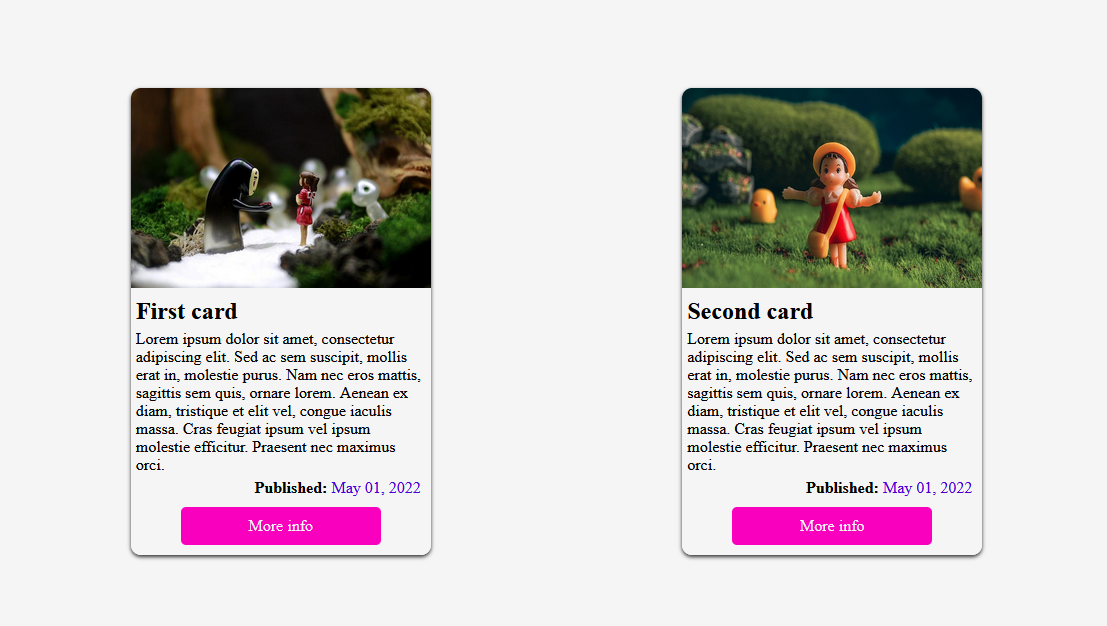 First card
Lorem ipsum dolor sit amet, consectetur
adipiscing elit. Sed ac sem suscipit, mollis
erat in, molestie purus. Nam nec eros mattis,
sagittis sem quis, ornare lorem. Aenean ex
diam, tristique et elit vel, congue iaculis
massa. Cras feugiat ipsum vel ipsum
molestie efficitur. Praesent nec maximus
orci.
Published: May 01, 2022
More info
Second card
Lorem ipsum dolor sit amet, consectetur
adipiscing elit. Sed ac sem suscipit, mollis
erat in, molestie purus. Nam nec eros mattis,
sagittis sem quis, ornare lorem. Aenean ex
diam, tristique et elit vel, congue iaculis
massa. Cras feugiat ipsum vel ipsum
molestie efficitur. Praesent nec maximus
orci.
Published: May 01, 2022
More info